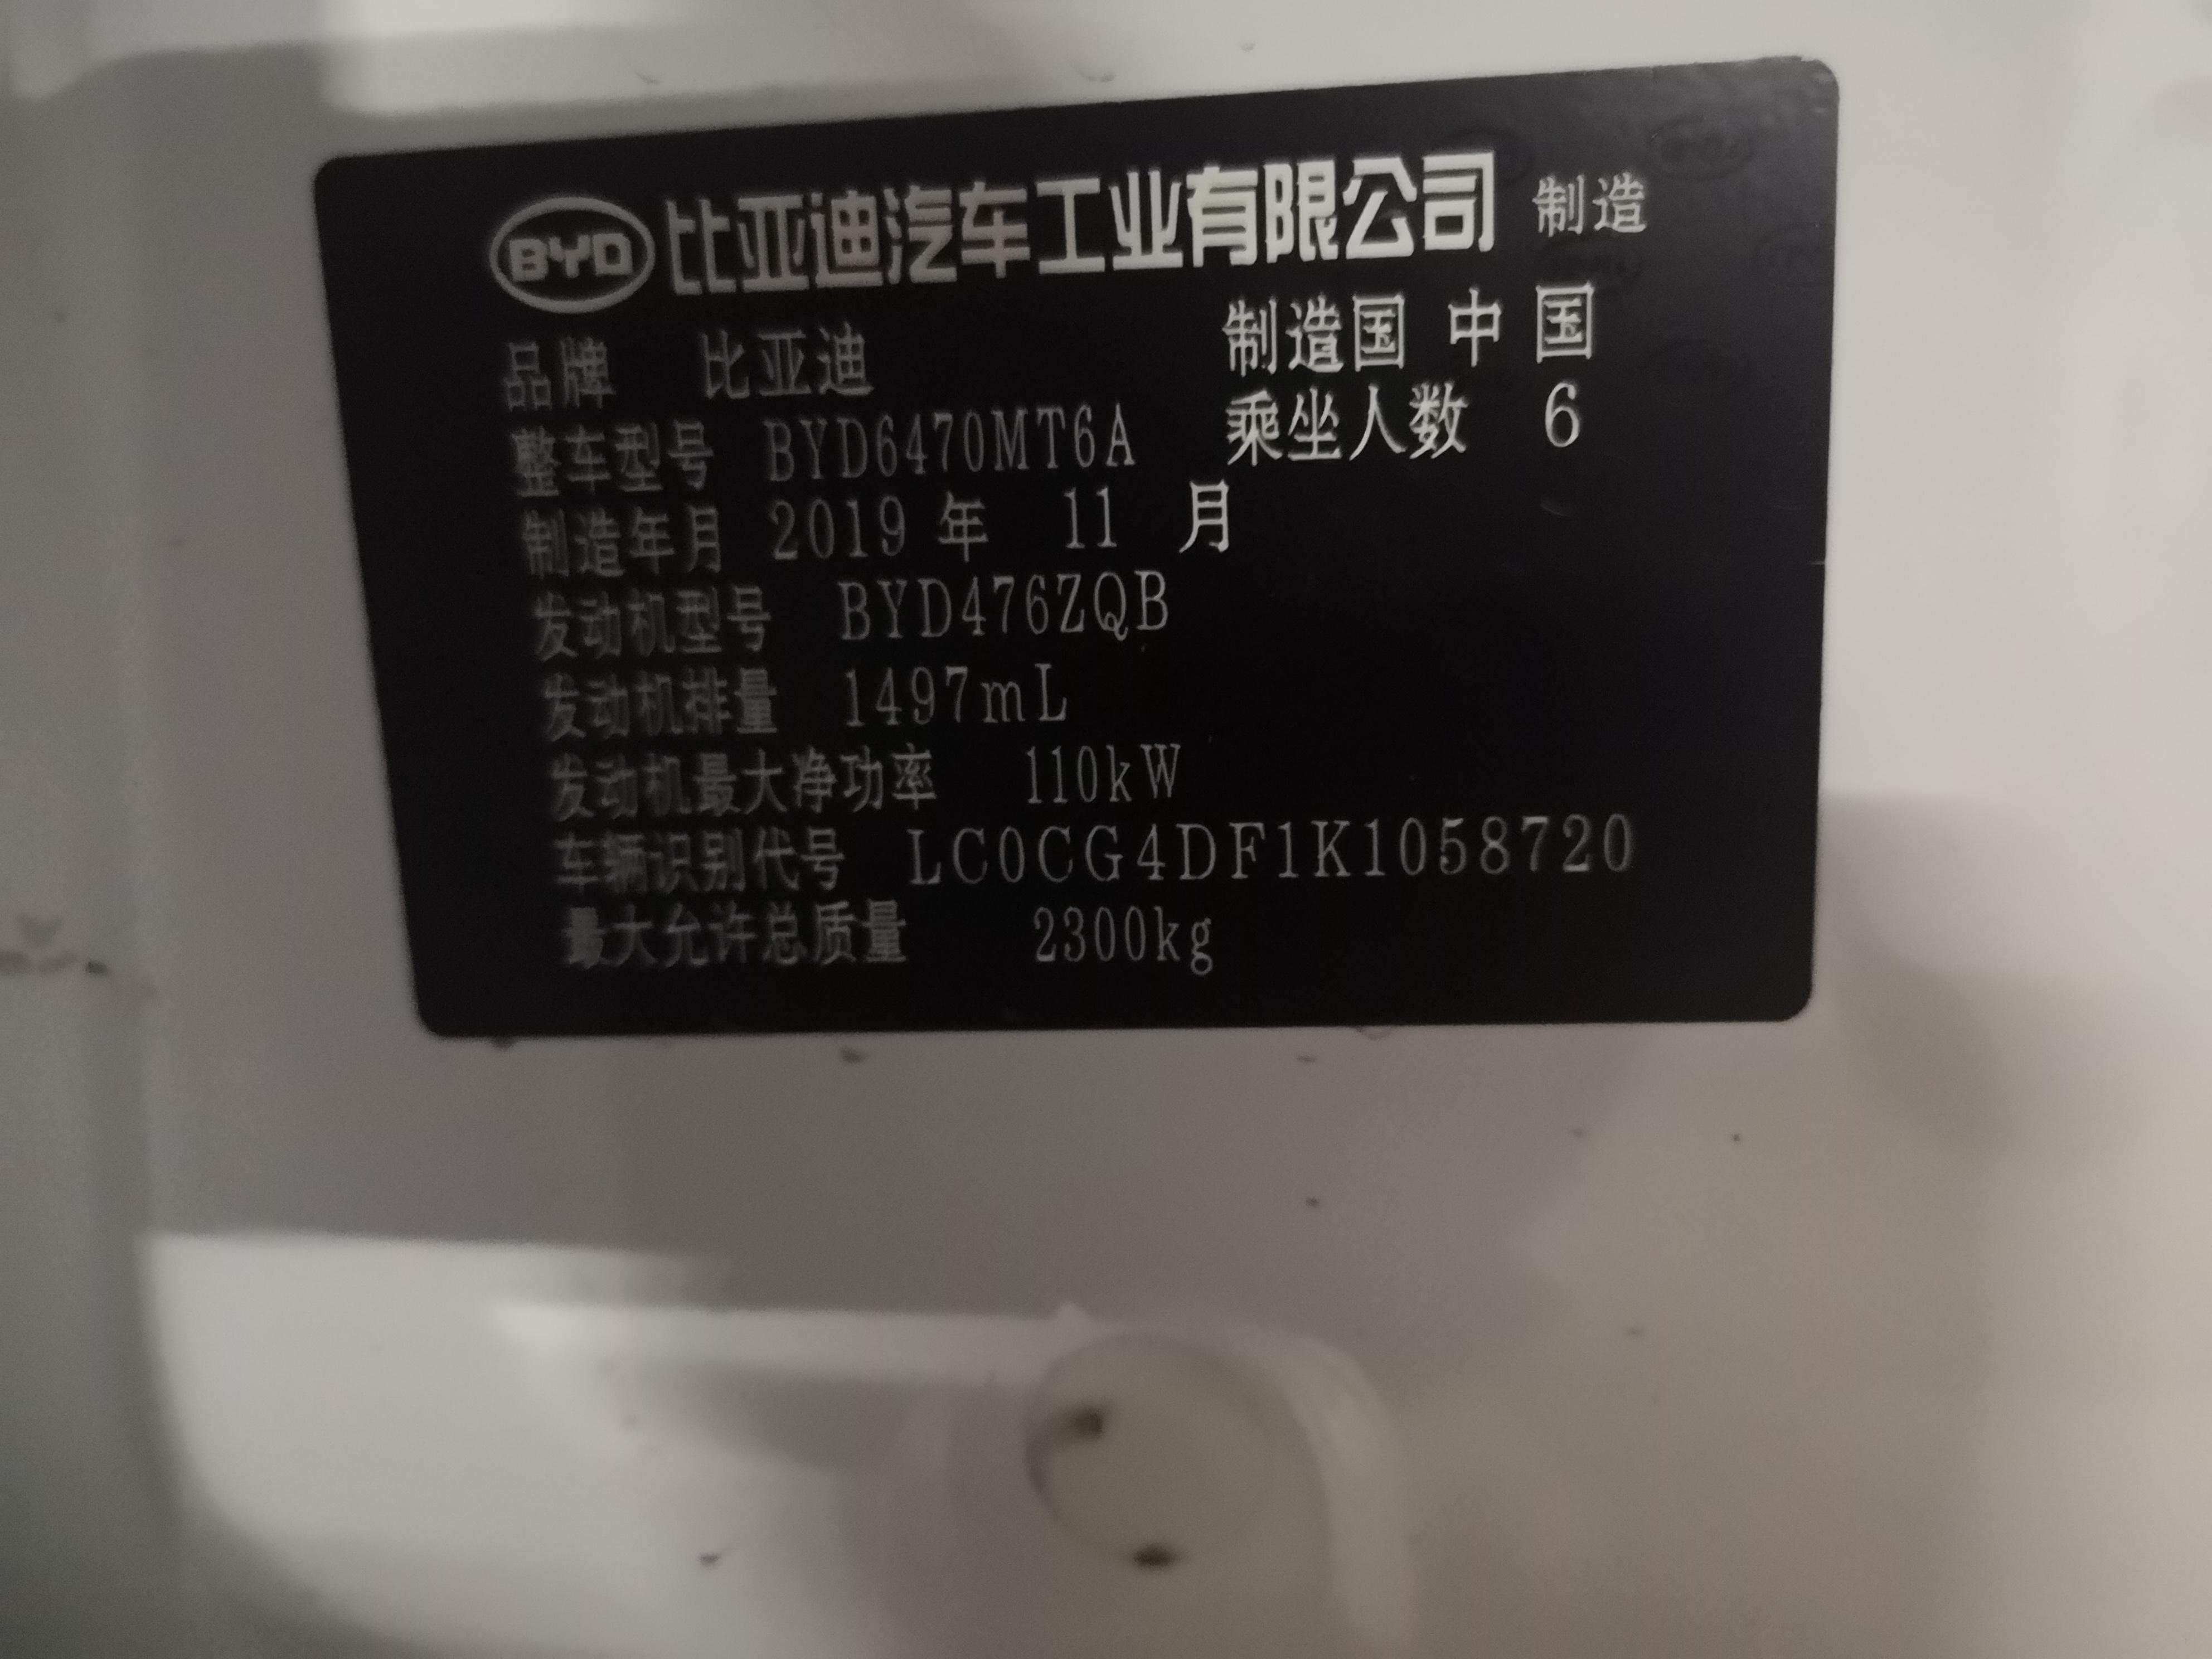 BYD 比亚迪汽车工业有限公司 制造
品牌 比亚迪 制造国 中国
整车型号 BYD6470MT6A 乘坐人数 6
制造年月 2019 年 11 月
发动机型号 BYD476ZQB
发动机排量 1497mL
发动机最大净功率 110kW
车辆识别代号 LC0CG4DF1K1058720
最大允许总质量 2300kg